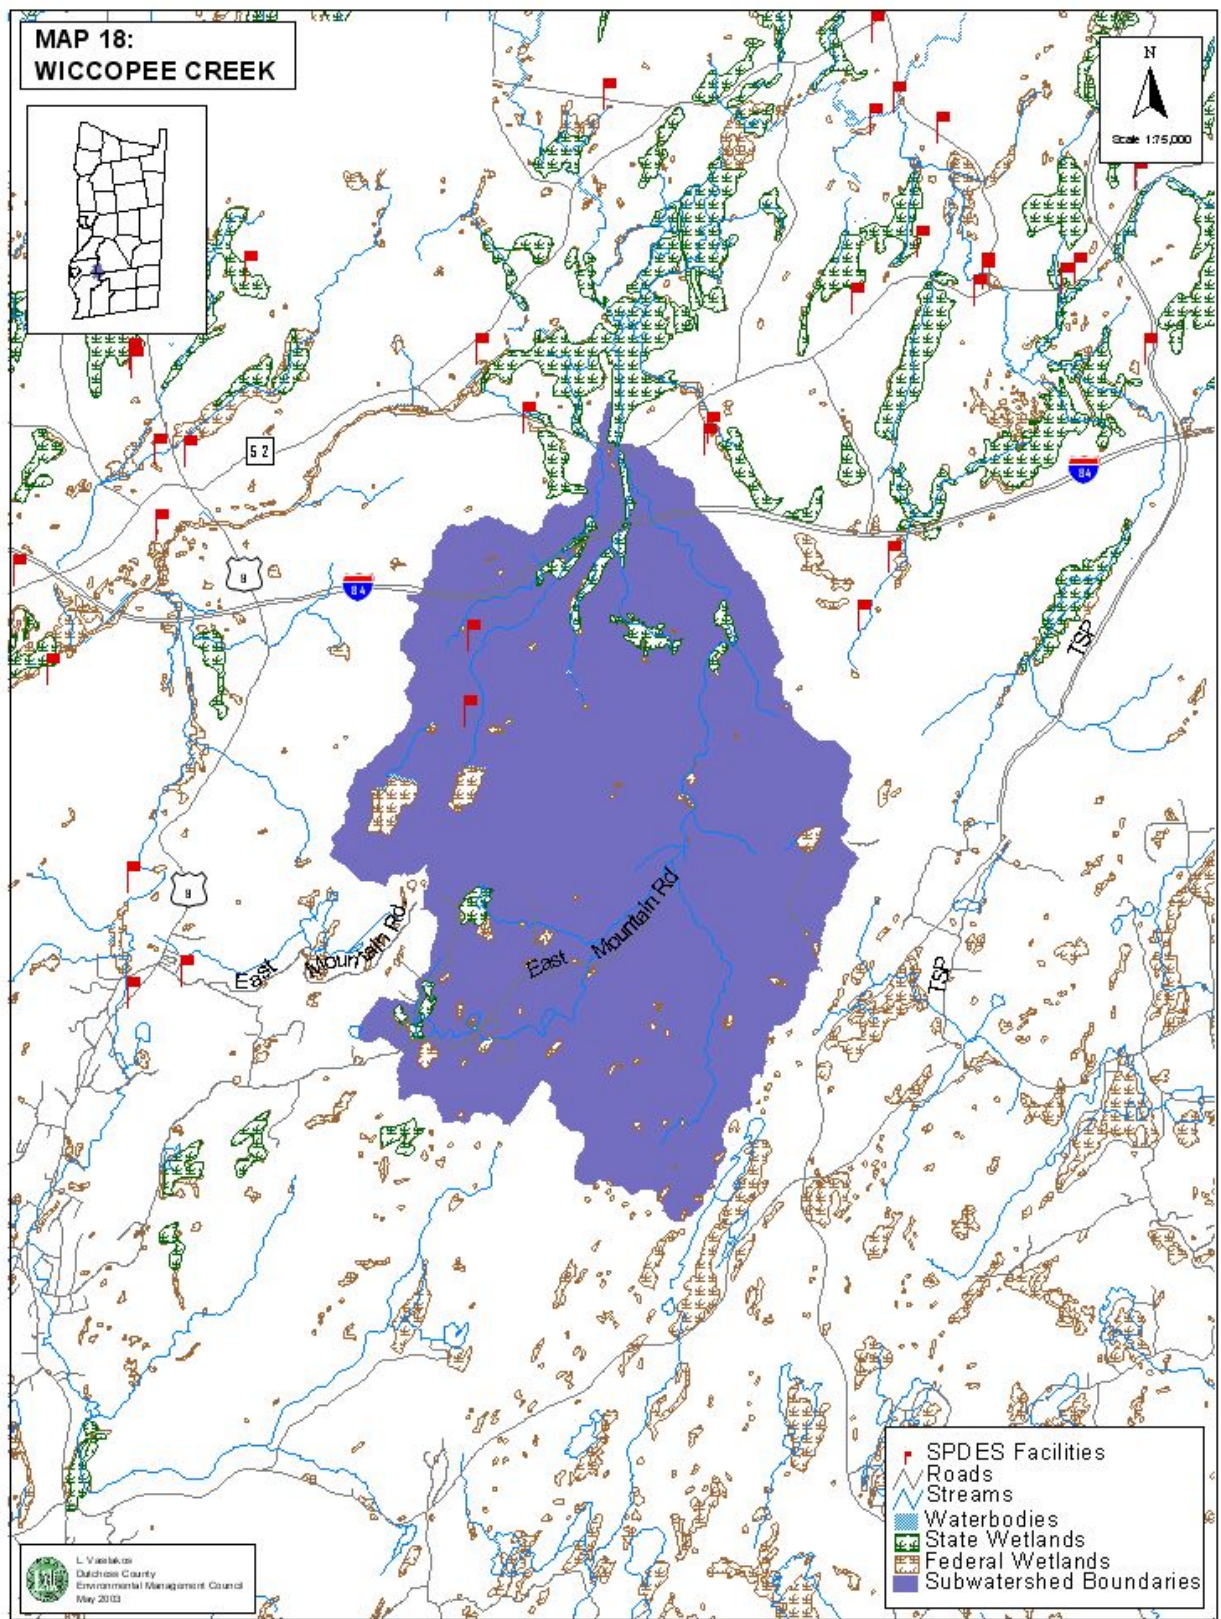 MAP 18:
WICCOPEE CREEK
N
Scale 1:75,000
52
84
9
84
TSP
9
East Mountain Rd
East Mountain Rd
TSP
SPDES Facilities
Roads
Streams
Waterbodies
State Wetlands
Federal Wetlands
Subwatershed Boundaries
L. Vasilakos
Dutchess County
Environmental Management Council
May 2003